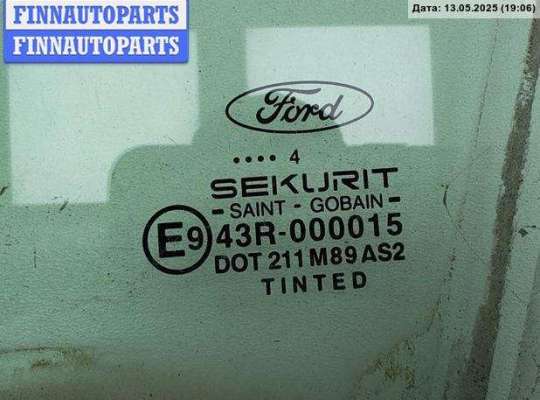 FINNAUTOPARTS
FINNAUTOPARTS
Дата: 13.05.2025 (19:06)
Ford
•••• 4
SEKURIT
- SAINT - GOBAIN -
E9 43R-000015
DOT 211 M89 AS2
TINTED